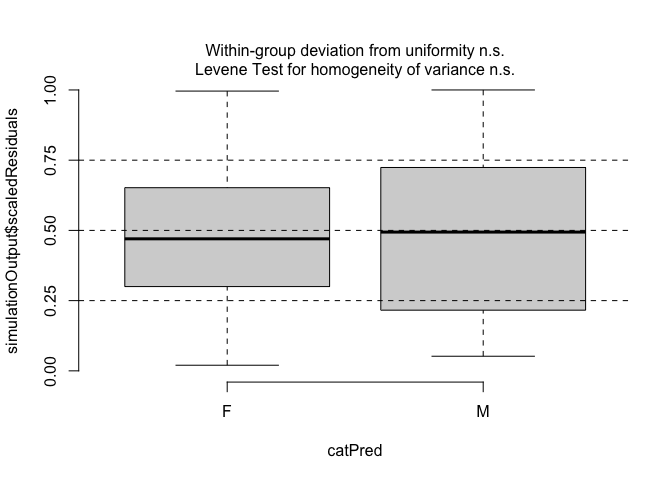 Within-group deviation from uniformity n.s.
Levene Test for homogeneity of variance n.s.
simulationOutput$scaledResiduals
1.00
0.75
0.50
0.25
0.00
F
M
catPred